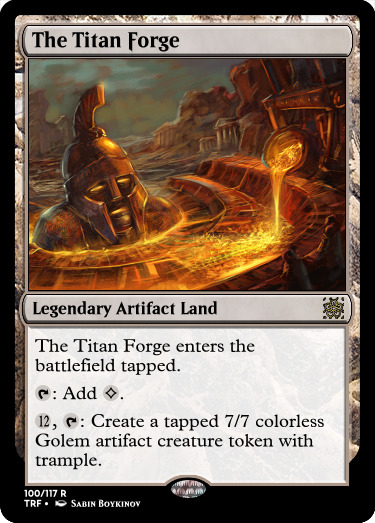 The Titan Forge
Legendary Artifact Land
The Titan Forge enters the
battlefield tapped.
: Add .
12, : Create a tapped 7/7 colorless
Golem artifact creature token with
trample.
100/117 R
TRF • Sabin Boykinov